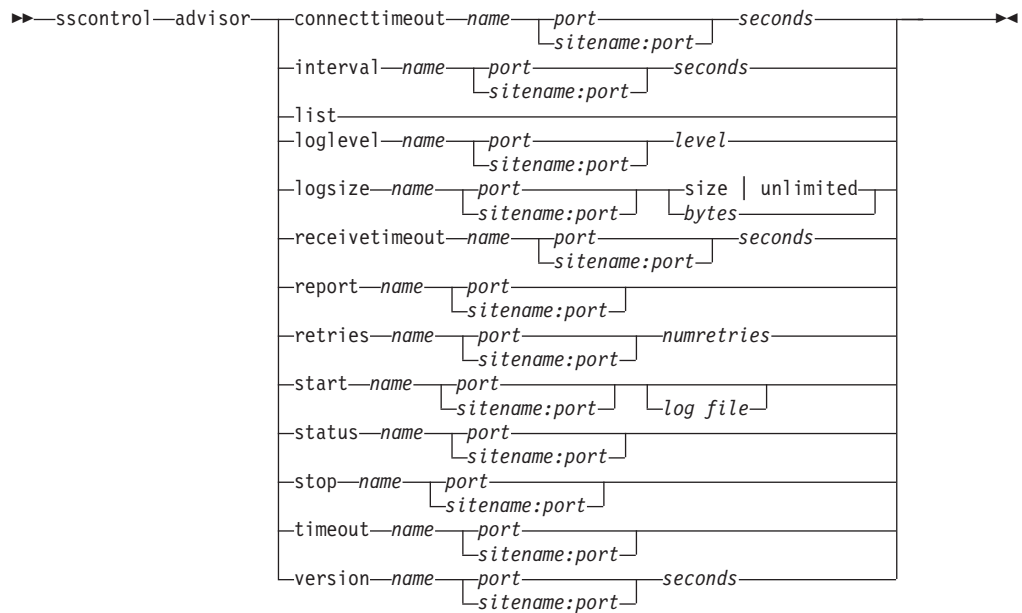 sscontrol advisor connecttimeout name port seconds
sitename:port
interval name port seconds
sitename:port
list
loglevel name port level
sitename:port
logsize name port size | unlimited
sitename:port bytes
receivetimeout name port seconds
sitename:port
report name port
sitename:port
retries name port numretries
sitename:port
start name port
sitename:port log file
status name port
sitename:port
stop name port
sitename:port
timeout name port
sitename:port
version name port seconds
sitename:port